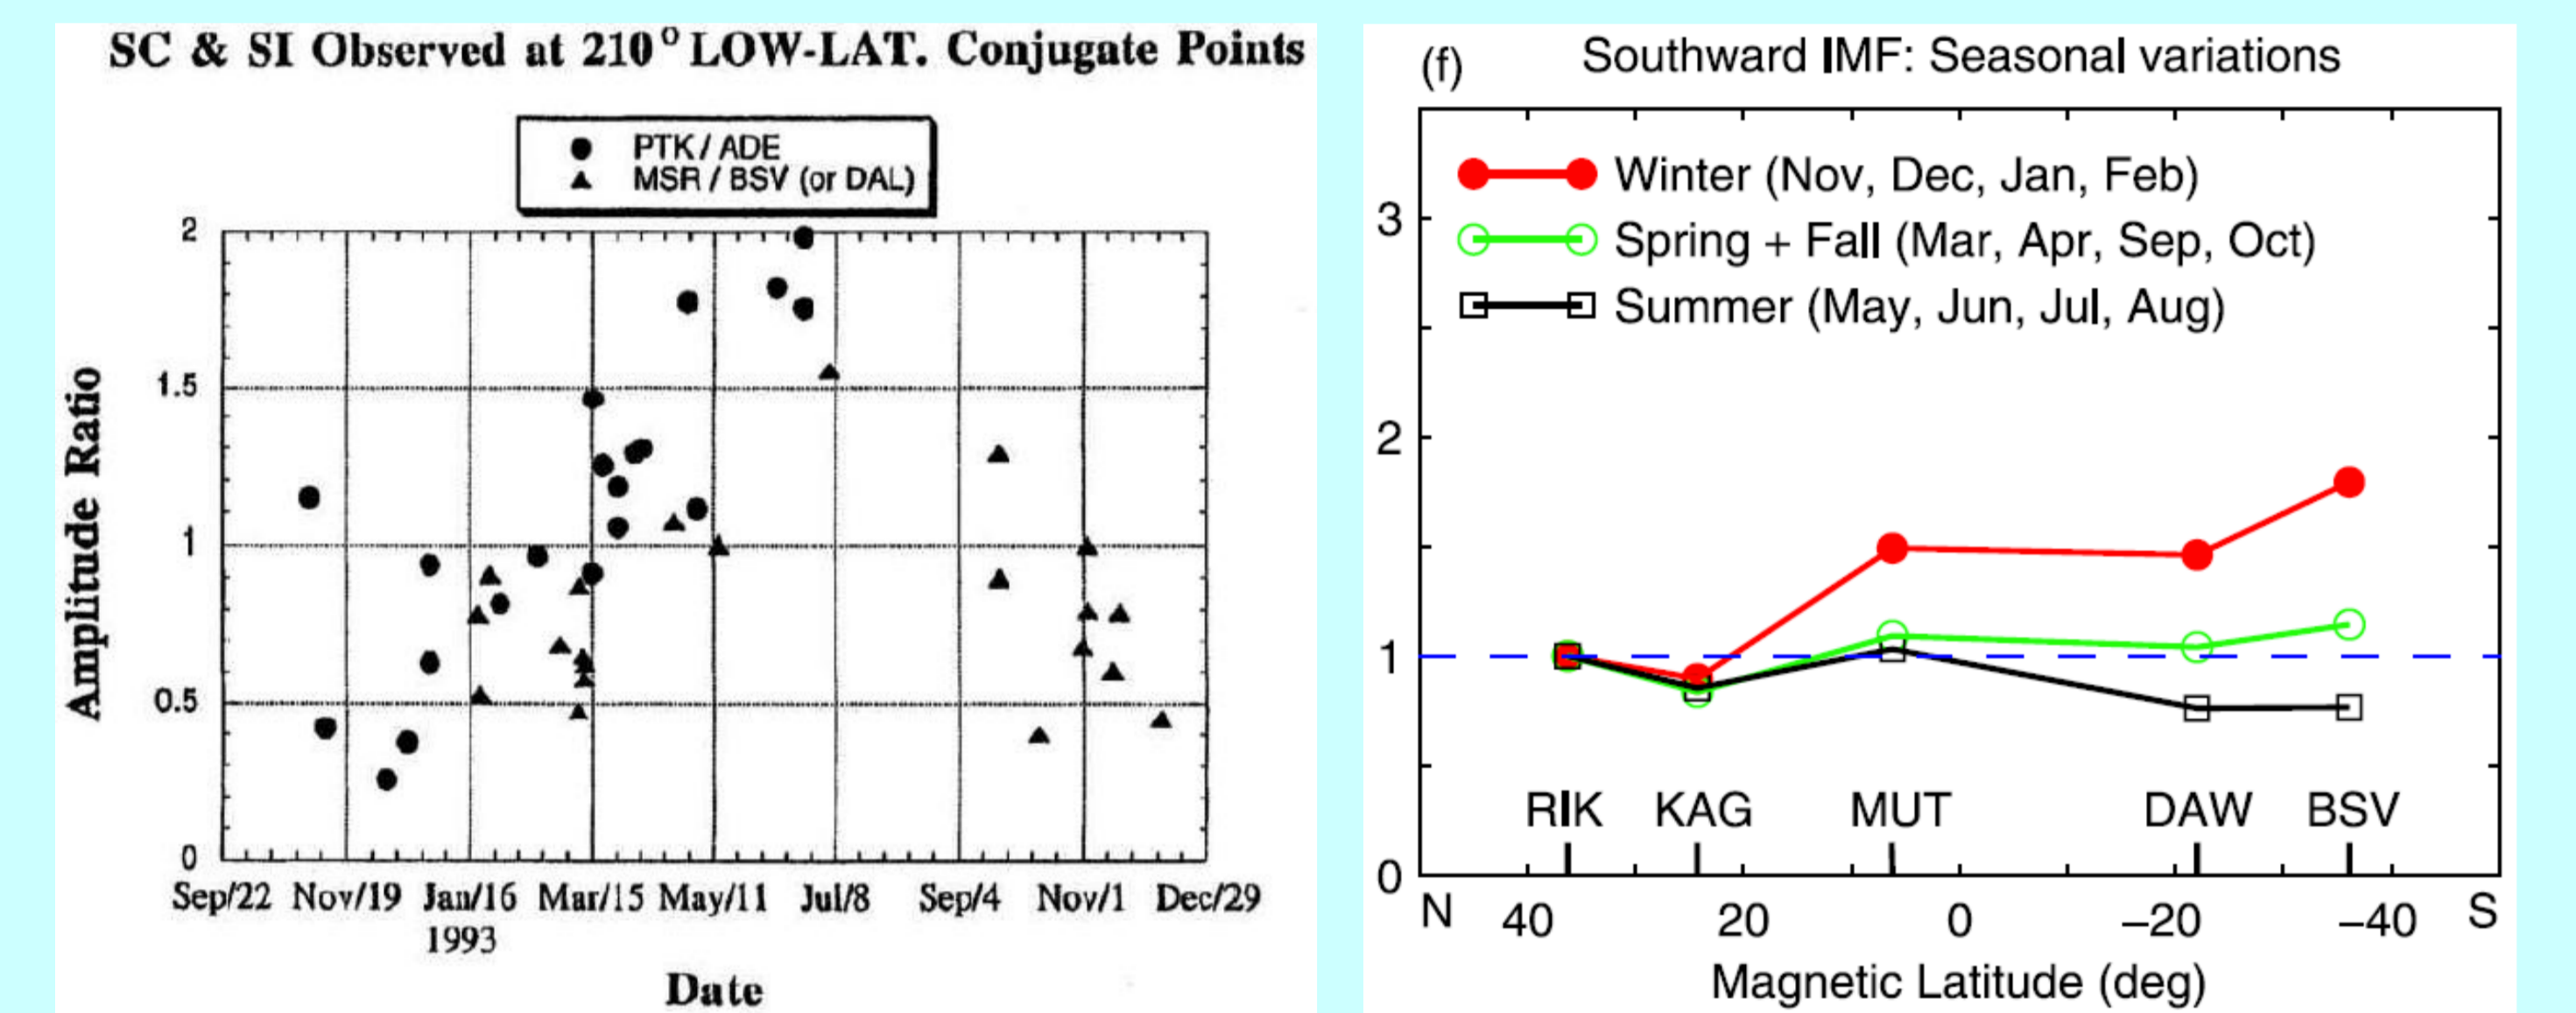 SC & SI Observed at 210° LOW-LAT. Conjugate Points
PTK / ADE
MSR / BSV (or DAL)
Amplitude Ratio
2
1.5
1
0.5
0
Sep/22 Nov/19 Jan/16 Mar/15 May/11 Jul/8 Sep/4 Nov/1 Dec/29
1993
Date
(f) Southward IMF: Seasonal variations
Winter (Nov, Dec, Jan, Feb)
Spring + Fall (Mar, Apr, Sep, Oct)
Summer (May, Jun, Jul, Aug)
3
2
1
0
RIK KAG MUT DAW BSV
N 40 20 0 −20 −40 S
Magnetic Latitude (deg)